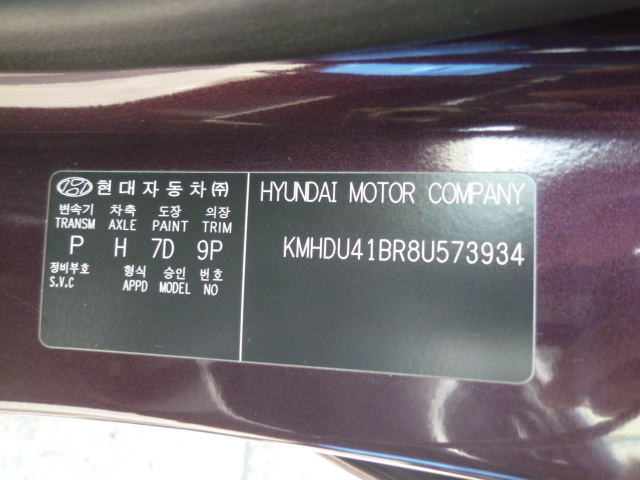 현대자동차㈜
변속기 차축 도장 의장
TRANSM AXLE PAINT TRIM
P H 7D 9P
정비부호 형식 승인 번호
S.V.C APPD MODEL NO
HYUNDAI MOTOR COMPANY
KMHDU41BR8U573934